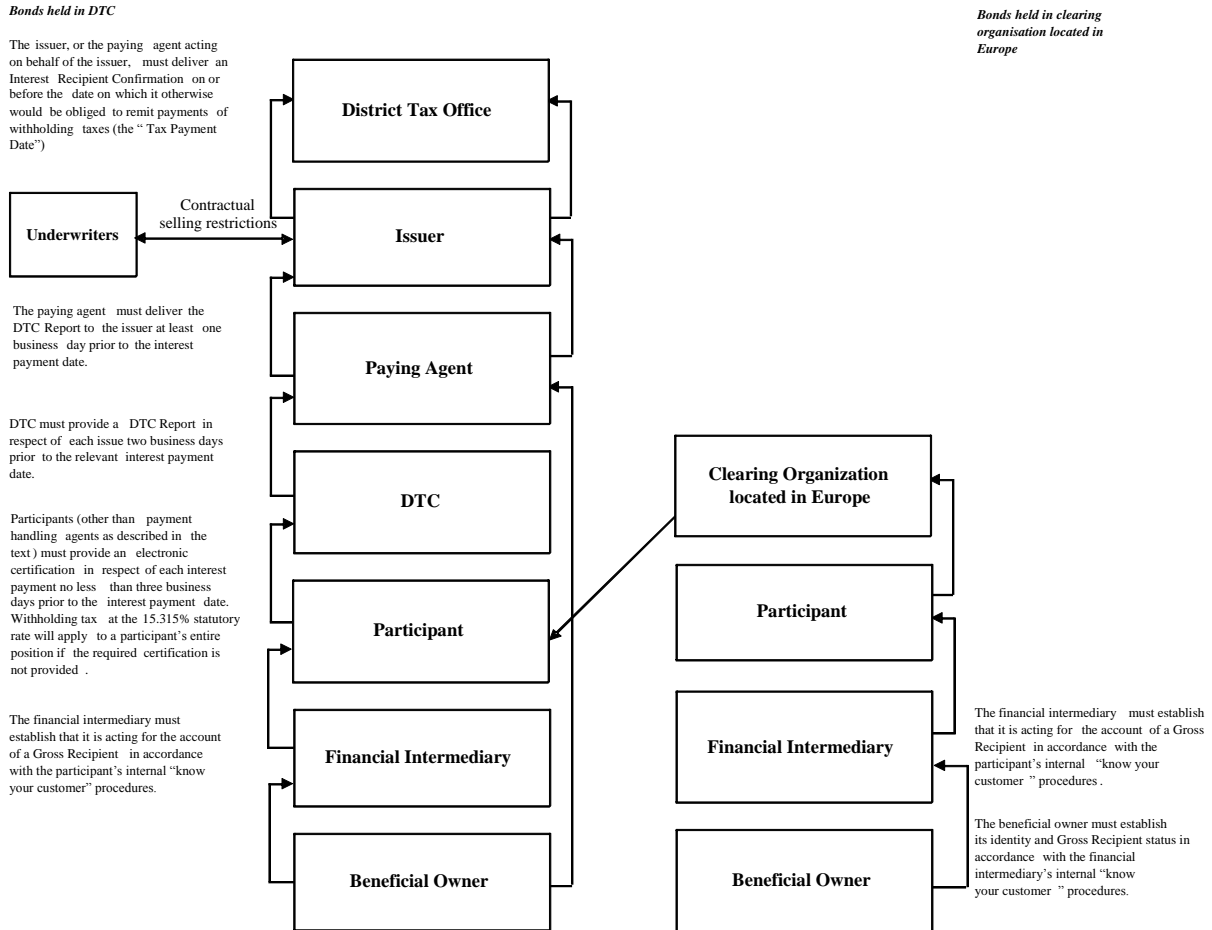 Bonds held in DTC
The issuer, or the paying agent acting
on behalf of the issuer, must deliver an
Interest Recipient Confirmation on or
before the date on which it otherwise
would be obliged to remit payments of
withholding taxes (the “ Tax Payment
Date”)
Bonds held in clearing
organisation located in
Europe
District Tax Office
Contractual
selling restrictions
Underwriters
Issuer
The paying agent must deliver the
DTC Report to the issuer at least one
business day prior to the interest
payment date.
Paying Agent
DTC must provide a DTC Report in
respect of each issue two business days
prior to the relevant interest payment
date.
DTC
Clearing Organization
located in Europe
Participants (other than payment
handling agents as described in the
text ) must provide an electronic
certification in respect of each interest
payment no less than three business
days prior to the interest payment date.
Withholding tax at the 15.315% statutory
rate will apply to a participant’s entire
position if the required certification is
not provided .
Participant
Participant
The financial intermediary must
establish that it is acting for the account
of a Gross Recipient in accordance
with the participant’s internal “know
your customer” procedures.
Financial Intermediary
Financial Intermediary
The financial intermediary must establish
that it is acting for the account of a Gross
Recipient in accordance with the
participant’s internal “know your
customer ” procedures .
The beneficial owner must establish
its identity and Gross Recipient status in
accordance with the financial
intermediary’s internal “know
your customer ” procedures.
Beneficial Owner
Beneficial Owner